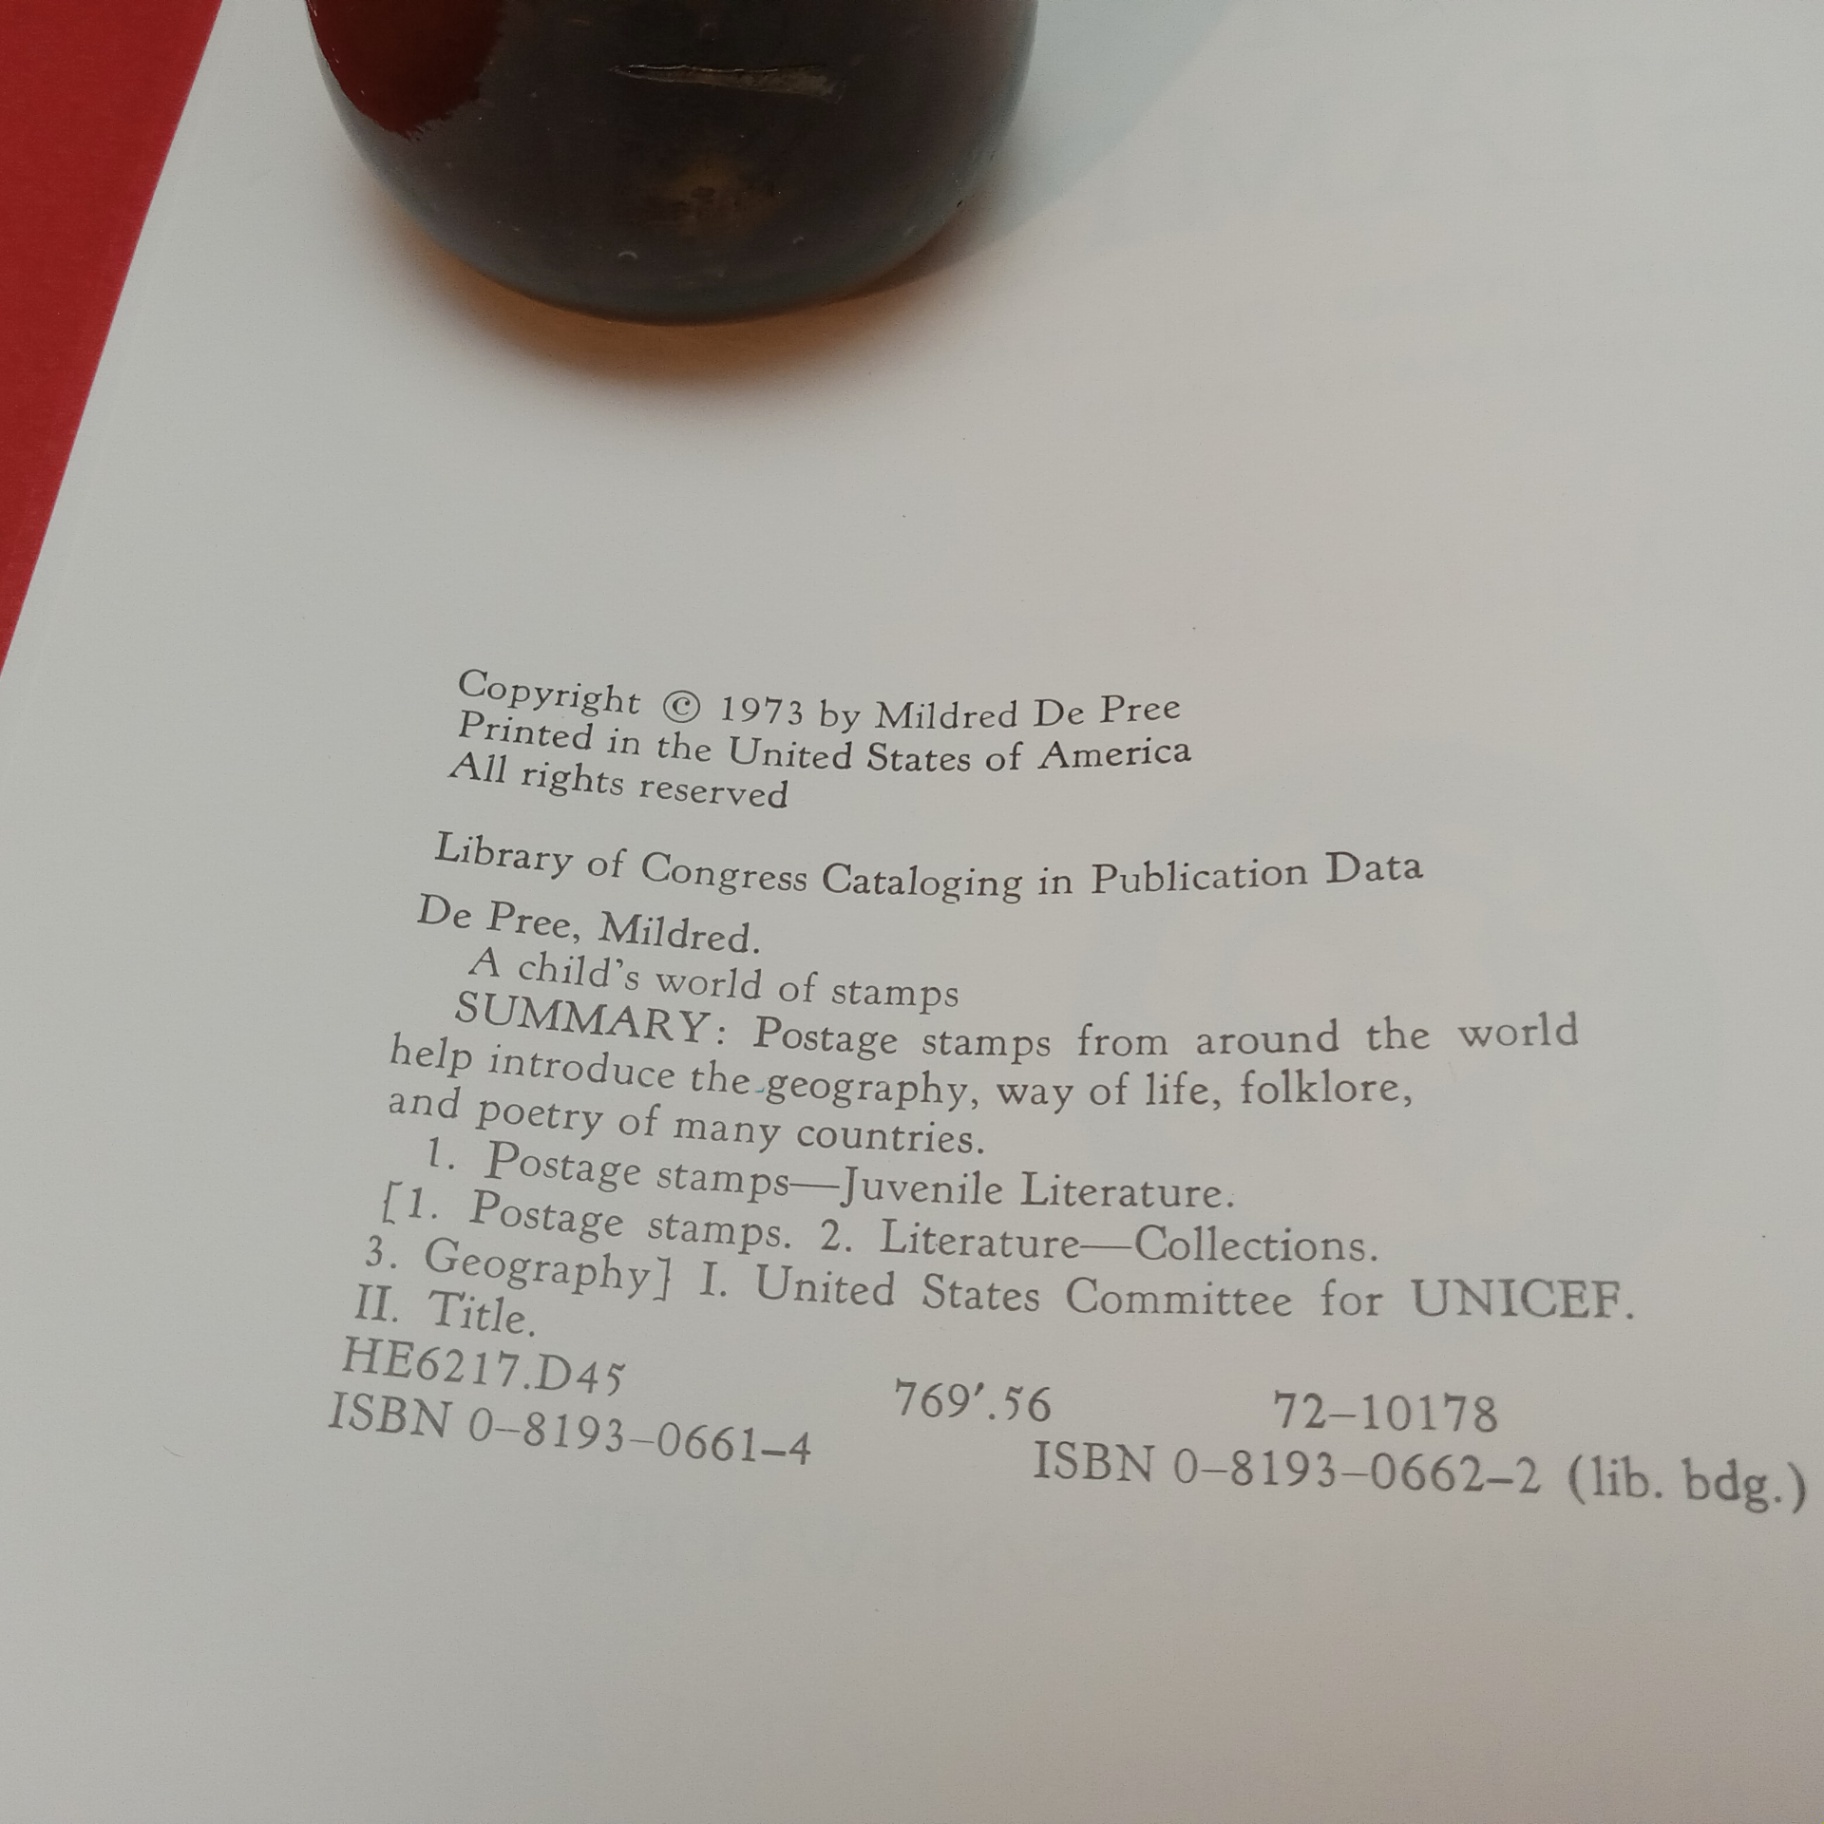 Copyright © 1973 by Mildred De Pree
Printed in the United States of America
All rights reserved
Library of Congress Cataloging in Publication Data
De Pree, Mildred.
A child's world of stamps
SUMMARY: Postage stamps from around the world
help introduce the geography, way of life, folklore,
and poetry of many countries.
1. Postage stamps—Juvenile Literature.
[1. Postage stamps. 2. Literature—Collections.
3. Geography] I. United States Committee for UNICEF.
II. Title.
HE6217.D45 769′.56 72–10178
ISBN 0–8193–0661–4 ISBN 0–8193–0662–2 (lib. bdg.)